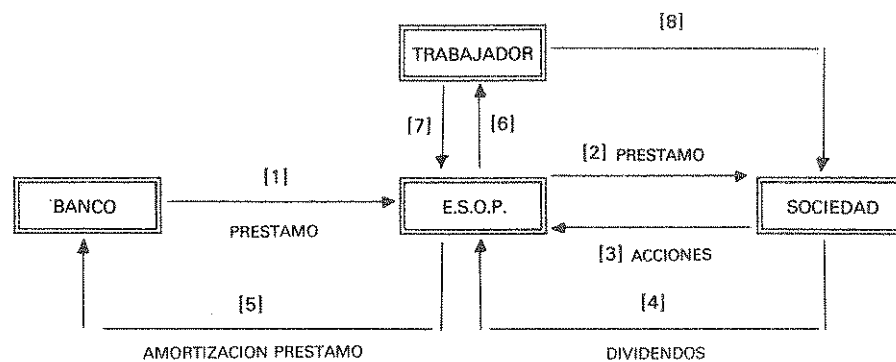 [8]
TRABAJADOR
[7] [6]
[1]
[2] PRESTAMO
BANCO
E.S.O.P.
SOCIEDAD
PRESTAMO
[3] ACCIONES
[5]
[4]
AMORTIZACION PRESTAMO
DIVIDENDOS